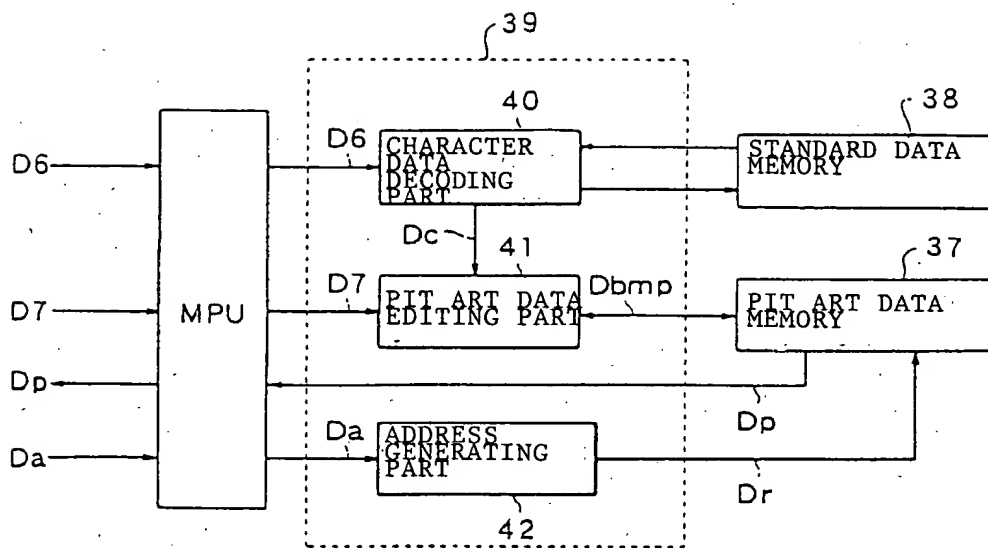 39
40
38
D6
D6
CHARACTER
DATA
DECODING
PART
STANDARD DATA
MEMORY
Dc
41
37
D7
MPU
D7
PIT ART DATA
EDITING PART
Dbmp
PIT ART DATA
MEMORY
Dp
Dp
Da
Da
ADDRESS
GENERATING
PART
Dr
42